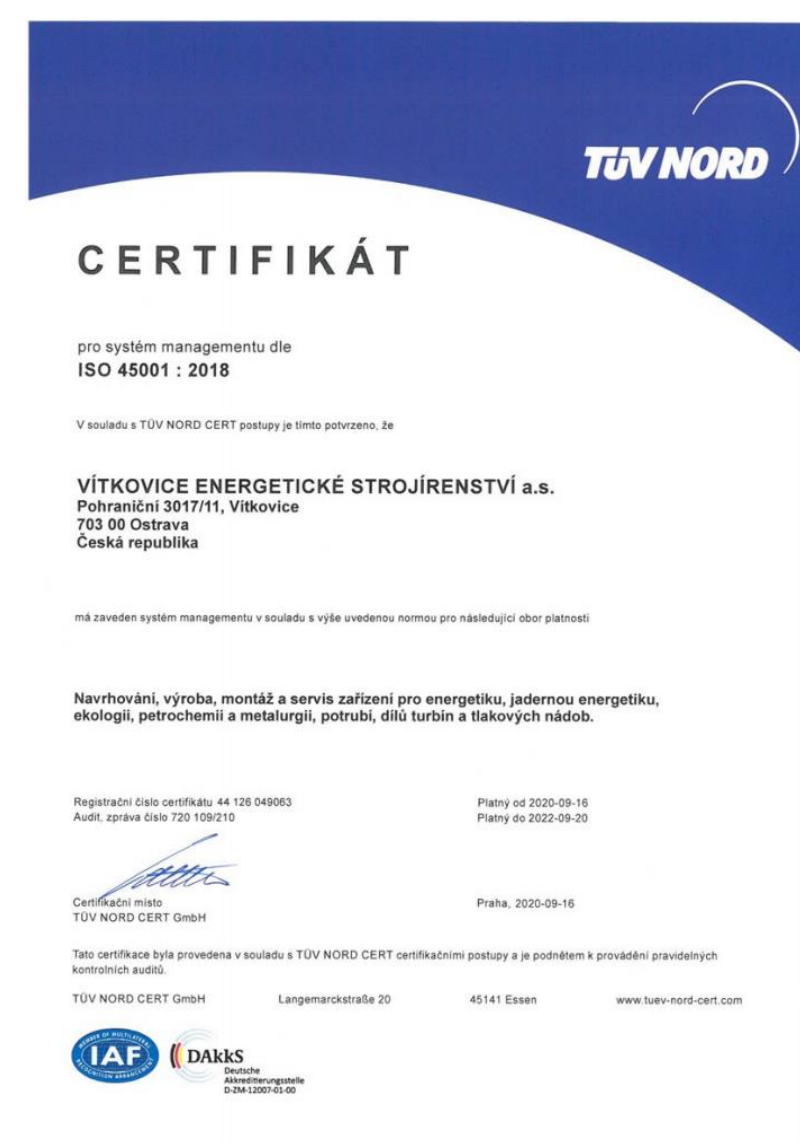 TÜV NORD
CERTIFIKÁT
pro systém managementu dle
ISO 45001 : 2018
V souladu s TÜV NORD CERT postupy je tímto potvrzeno, že
VÍTKOVICE ENERGETICKÉ STROJÍRENSTVÍ a.s.
Pohraniční 3017/11, Vítkovice
703 00 Ostrava
Česká republika
má zaveden systém managementu v souladu s výše uvedenou normou pro následující obor platnosti
Navrhování, výroba, montáž a servis zařízení pro energetiku, jadernou energetiku,
ekologii, petrochemii a metalurgii, potrubí, dílů turbín a tlakových nádob.
Registrační číslo certifikátu 44 126 049063
Audit. zpráva číslo 720 109/210
Platný od 2020-09-16
Platný do 2022-09-20
Certifikační místo
TÜV NORD CERT GmbH
Praha, 2020-09-16
Tato certifikace byla provedena v souladu s TÜV NORD CERT certifikačními postupy a je podnětem k provádění pravidelných
kontrolních auditů.
TÜV NORD CERT GmbH Langemarckstraße 20 45141 Essen www.tuev-nord-cert.com
MEMBER OF MULTILATERAL
IAF
RECOGNITION ARRANGEMENT
DAkkS
Deutsche
Akkreditierungsstelle
D-ZM-12007-01-00